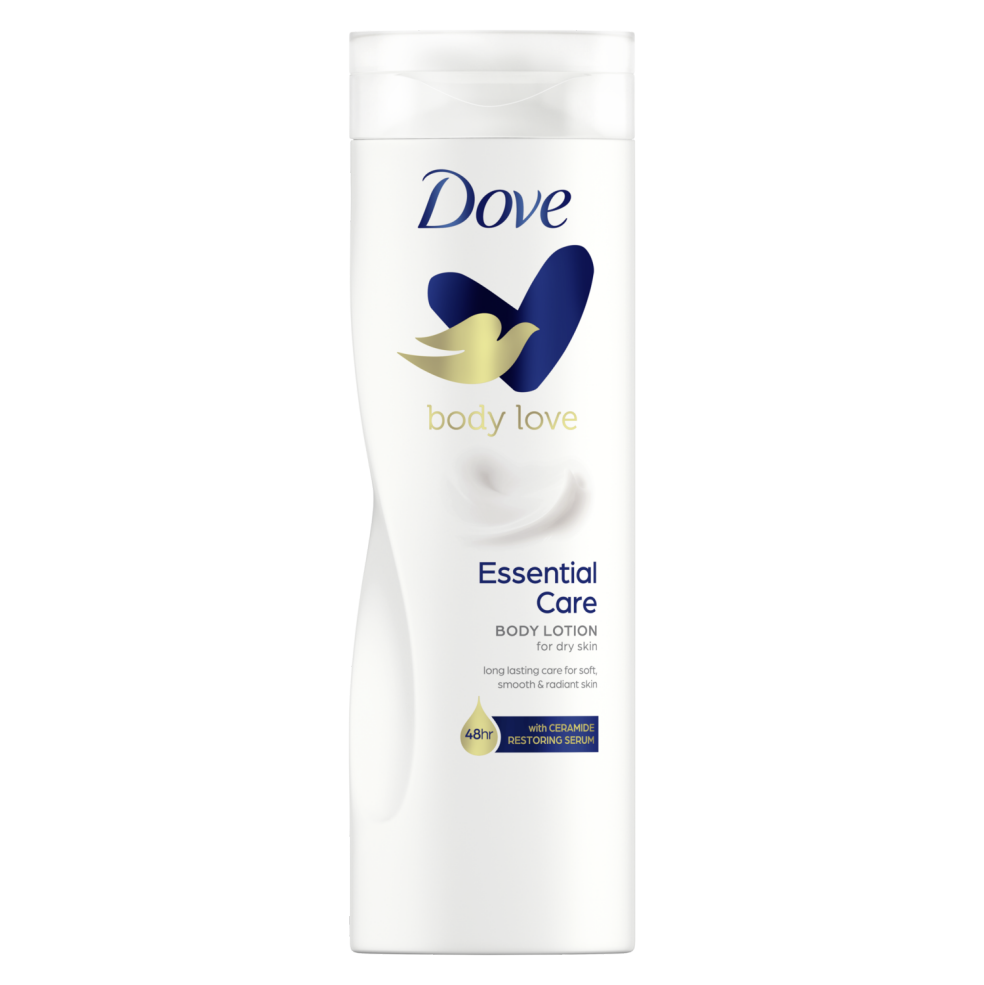 Dove
body love
Essential
Care
BODY LOTION
for dry skin
long lasting care for soft,
smooth & radiant skin
48hr
with CERAMIDE
RESTORING SERUM